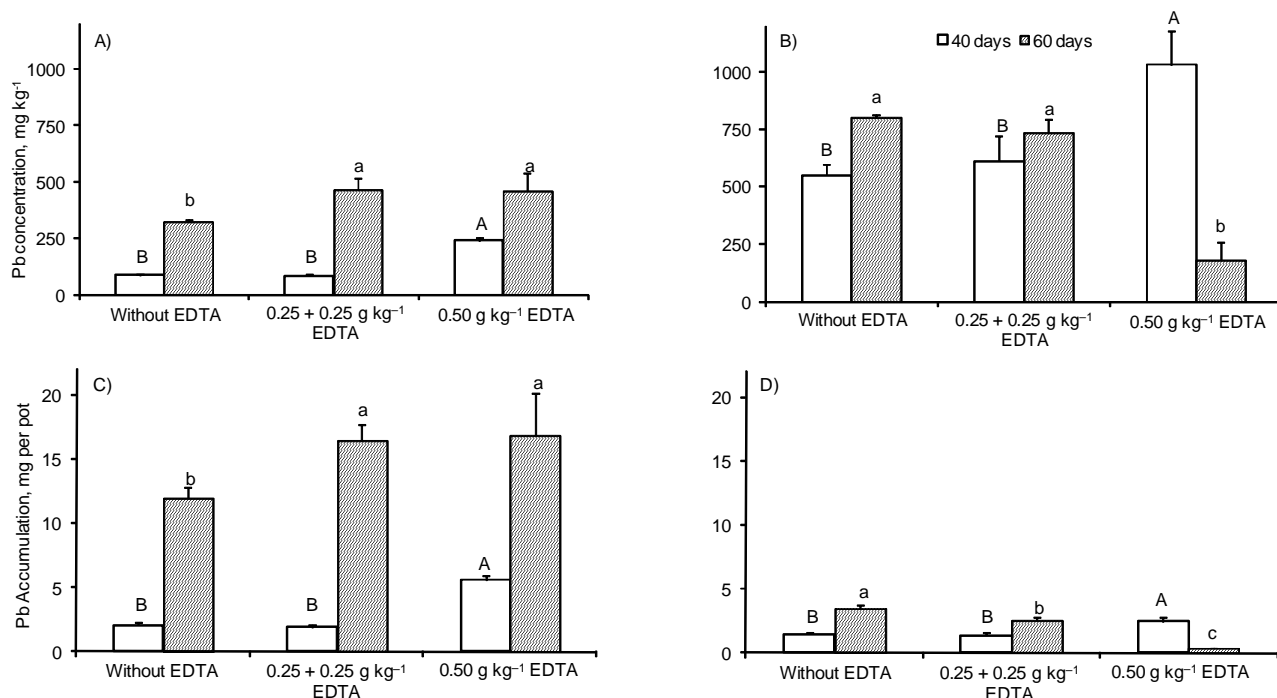 A)
Pb concentration, mg kg⁻¹
1000
750
500
250
0
B
b
B
a
A
a
Without EDTA
0.25 + 0.25 g kg⁻¹
EDTA
0.50 g kg⁻¹ EDTA
B)
40 days
60 days
1000
750
500
250
0
B
a
B
a
A
b
Without EDTA
0.25 + 0.25 g kg⁻¹
EDTA
0.50 g kg⁻¹ EDTA
C)
Pb Accumulation, mg per pot
20
15
10
5
0
B
b
B
a
A
a
Without EDTA
0.25 + 0.25 g kg⁻¹
EDTA
0.50 g kg⁻¹ EDTA
D)
20
15
10
5
0
B
a
B
b
A
c
Without EDTA
0.25 + 0.25 g kg⁻¹
EDTA
0.50 g kg⁻¹ EDTA